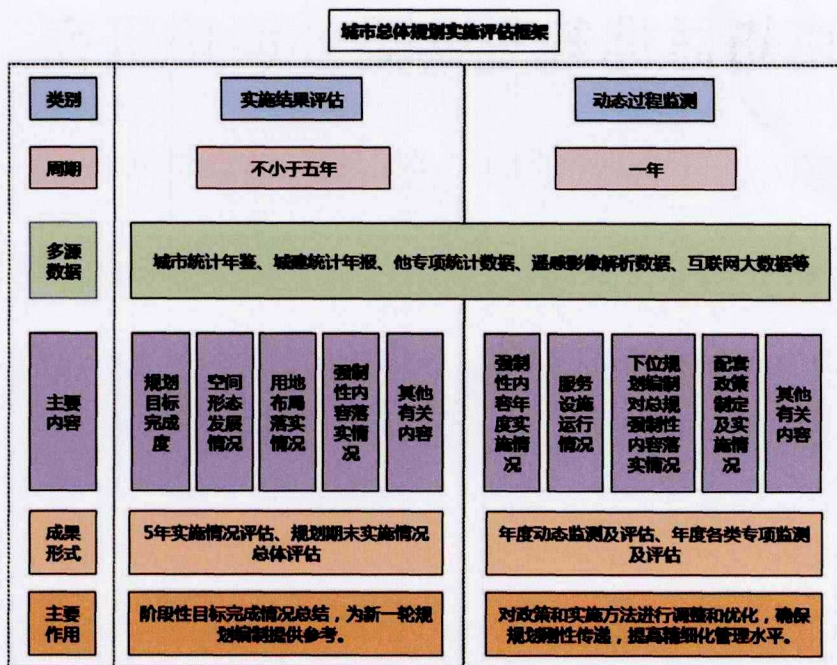 城市总体规划实施评估框架
类别
实施结果评估
动态过程监测
周期
不小于五年
一年
多源
数据
城市统计年鉴、城建统计年报、他专项统计数据、遥感影像解析数据、互联网大数据等
主要
内容
规划
目标
完成
度
空间
形态
发展
情况
用地
布局
落实
情况
强制
性内
容落
实情
况
其他
有关
内容
强制
性内
容年
度实
施情
况
服务
设施
运行
情况
下位规
划编制
对总规
强制性
内容落
实情况
配套
政策
制定
及实
施情
况
其他
有关
内容
成果
形式
5年实施情况评估、规划期末实施情况
总体评估
年度动态监测及评估、年度各类专项监测
及评估
主要
作用
阶段性目标完成情况总结，为新一轮规
划编制提供参考。
对政策和实施方法进行调整和优化，确保
规划刚性传递，提高精细化管理水平。